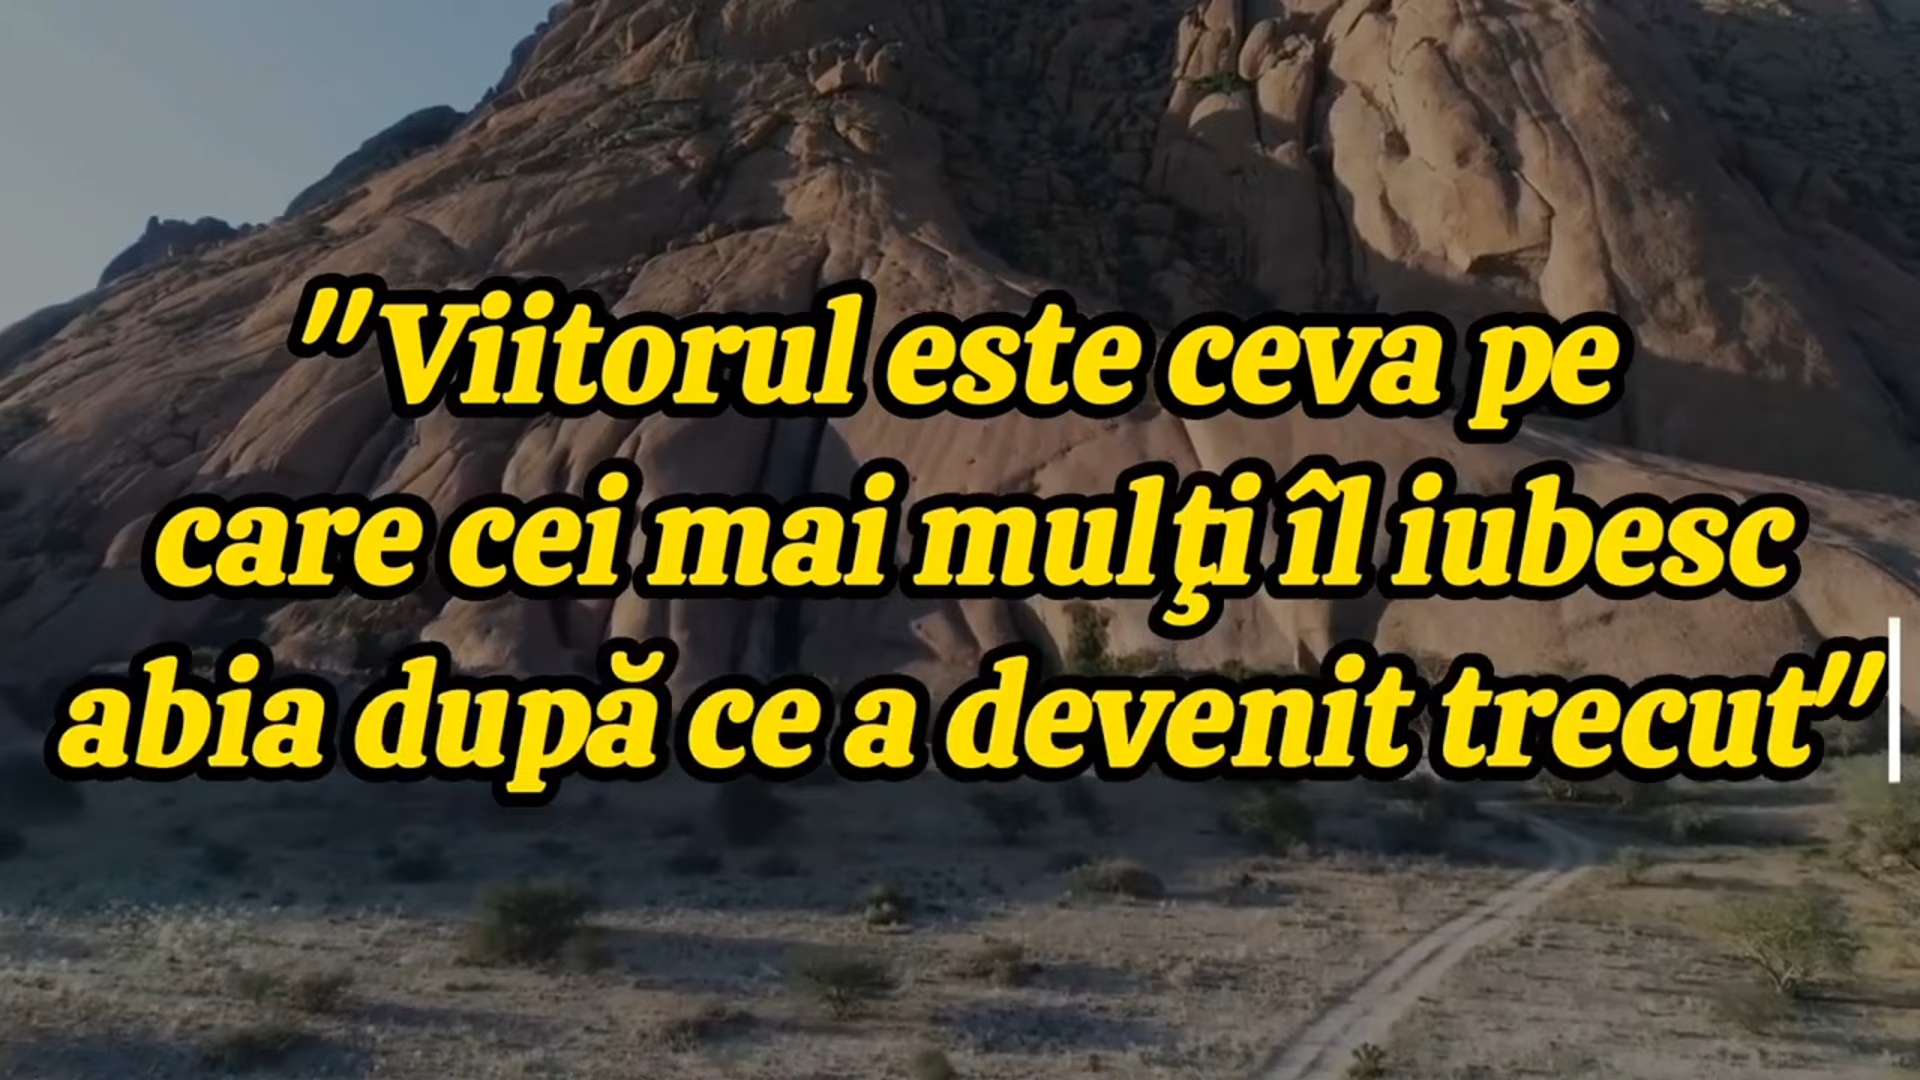 "Viitorul este ceva pe
care cei mai mulţi îl iubesc
abia după ce a devenit trecut"